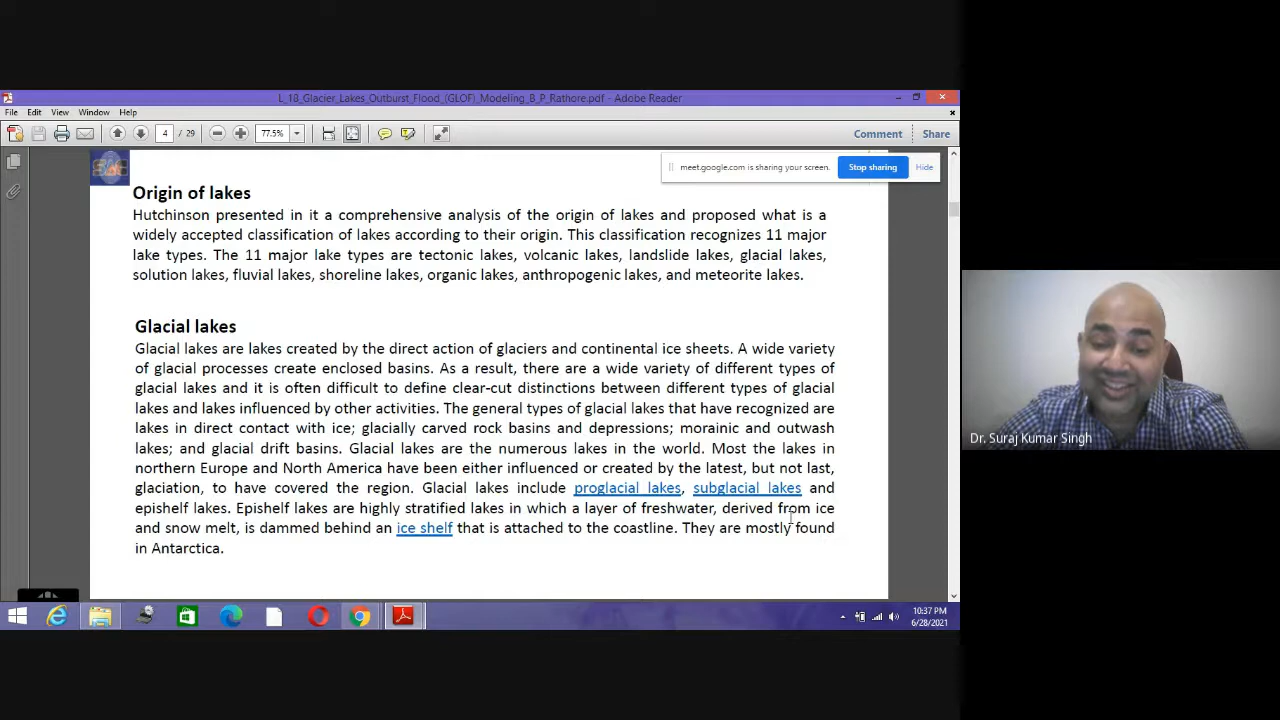 L_18_Glacier_Lakes_Outburst_Flood_(GLOF)_Modeling_B_P_Rathore.pdf - Adobe Reader
File Edit View Window Help
4 / 29 77.5% Comment Share
meet.google.com is sharing your screen. Stop sharing Hide
Origin of lakes
Hutchinson presented in it a comprehensive analysis of the origin of lakes and proposed what is a
widely accepted classification of lakes according to their origin. This classification recognizes 11 major
lake types. The 11 major lake types are tectonic lakes, volcanic lakes, landslide lakes, glacial lakes,
solution lakes, fluvial lakes, shoreline lakes, organic lakes, anthropogenic lakes, and meteorite lakes.
Glacial lakes
Glacial lakes are lakes created by the direct action of glaciers and continental ice sheets. A wide variety
of glacial processes create enclosed basins. As a result, there are a wide variety of different types of
glacial lakes and it is often difficult to define clear-cut distinctions between different types of glacial
lakes and lakes influenced by other activities. The general types of glacial lakes that have recognized are
lakes in direct contact with ice; glacially carved rock basins and depressions; morainic and outwash
lakes; and glacial drift basins. Glacial lakes are the numerous lakes in the world. Most the lakes in
northern Europe and North America have been either influenced or created by the latest, but not last,
glaciation, to have covered the region. Glacial lakes include proglacial lakes, subglacial lakes and
epishelf lakes. Epishelf lakes are highly stratified lakes in which a layer of freshwater, derived from ice
and snow melt, is dammed behind an ice shelf that is attached to the coastline. They are mostly found
in Antarctica.
Dr. Suraj Kumar Singh
10:37 PM
6/28/2021